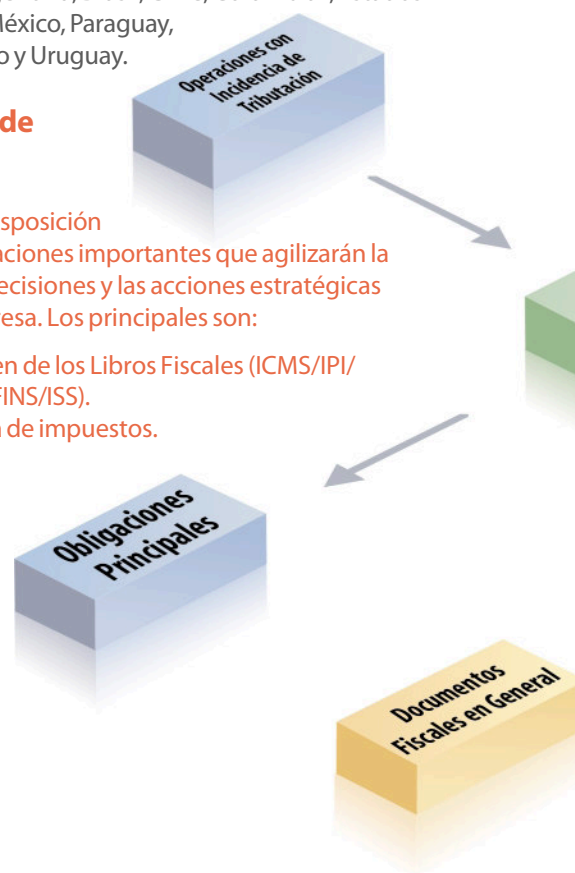 México, Paraguay,
o y Uruguay.
Operaciones con
Incidencia de
Tributación
de
sposición
aciones importantes que agilizarán la
ecisiones y las acciones estratégicas
esa. Los principales son:
en de los Libros Fiscales (ICMS/IPI/
FINS/ISS).
de impuestos.
Obligaciones
Principales
Documentos
Fiscales en General